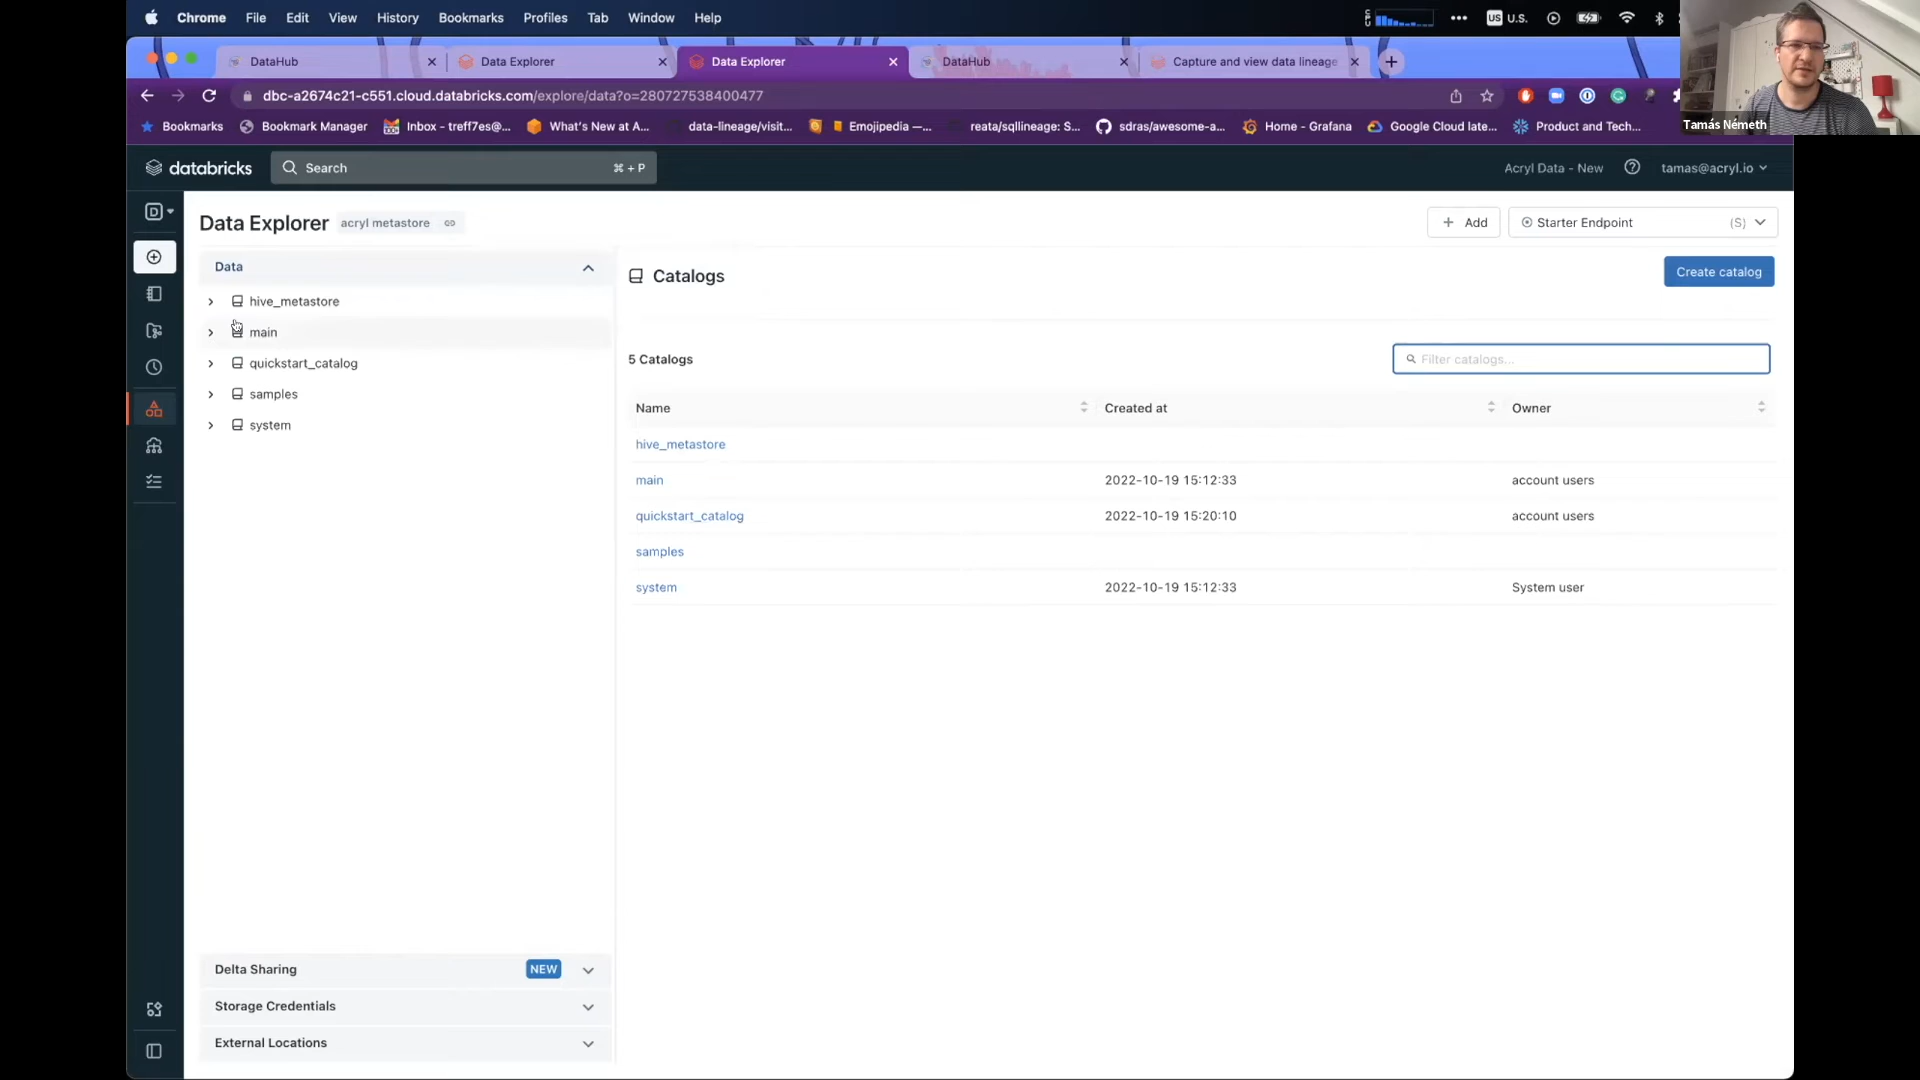 Chrome File Edit View History Bookmarks Profiles Tab Window Help
US U.S.
DataHub Data Explorer Data Explorer DataHub Capture and view data lineage
dbc-a2674c21-c551.cloud.databricks.com/explore/data?o=280727538400477
Bookmarks Bookmark Manager Inbox - treff7es@... What's New at A... data-lineage/visit... Emojipedia —... reata/sqllineage: S... sdras/awesome-a... Home - Grafana Google Cloud late... Product and Tech...
Tamás Németh
databricks Search ⌘ + P Acryl Data - New tamas@acryl.io
D
Data Explorer acryl metastore + Add Starter Endpoint (S)
Data
hive_metastore
main
quickstart_catalog
samples
system
Delta Sharing NEW
Storage Credentials
External Locations
Catalogs Create catalog
5 Catalogs Filter catalogs...
Name Created at Owner
hive_metastore
main 2022-10-19 15:12:33 account users
quickstart_catalog 2022-10-19 15:20:10 account users
samples
system 2022-10-19 15:12:33 System user